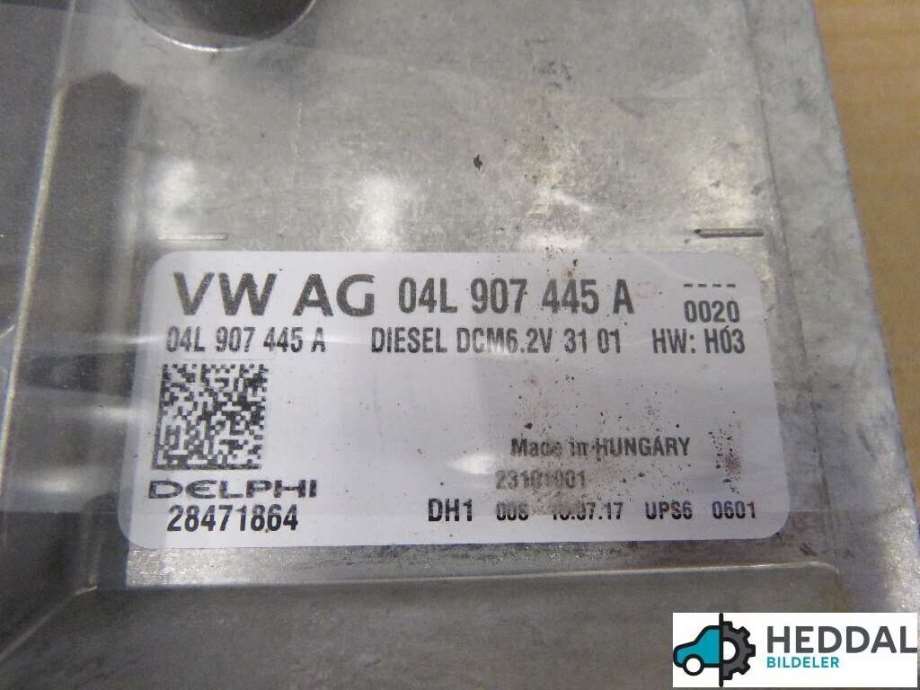 VW AG 04L 907 445 A ---- 0020
04L 907 445 A DIESEL DCM6.2V 31 01 HW: H03
Made in HUNGARY
23101001
DELPHI
28471864
DH1 UPS6 0601
HEDDAL
BILDELER